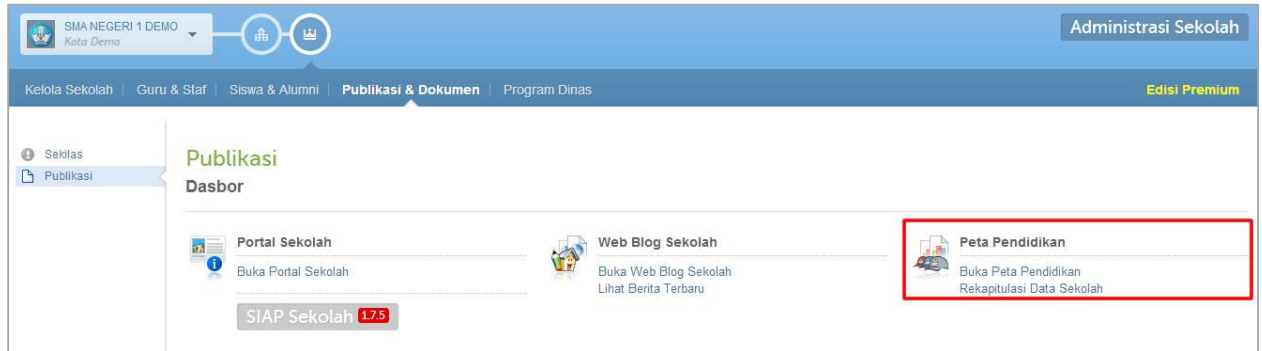 SMA NEGERI 1 DEMO
Kota Demo
Administrasi Sekolah
Kelola Sekolah | Guru & Staf | Siswa & Alumni | Publikasi & Dokumen | Program Dinas
Edisi Premium
Sekilas
Publikasi
Publikasi
Dasbor
Portal Sekolah
Buka Portal Sekolah
Web Blog Sekolah
Buka Web Blog Sekolah
Lihat Berita Terbaru
Peta Pendidikan
Buka Peta Pendidikan
Rekapitulasi Data Sekolah
SIAP Sekolah 1.7.5